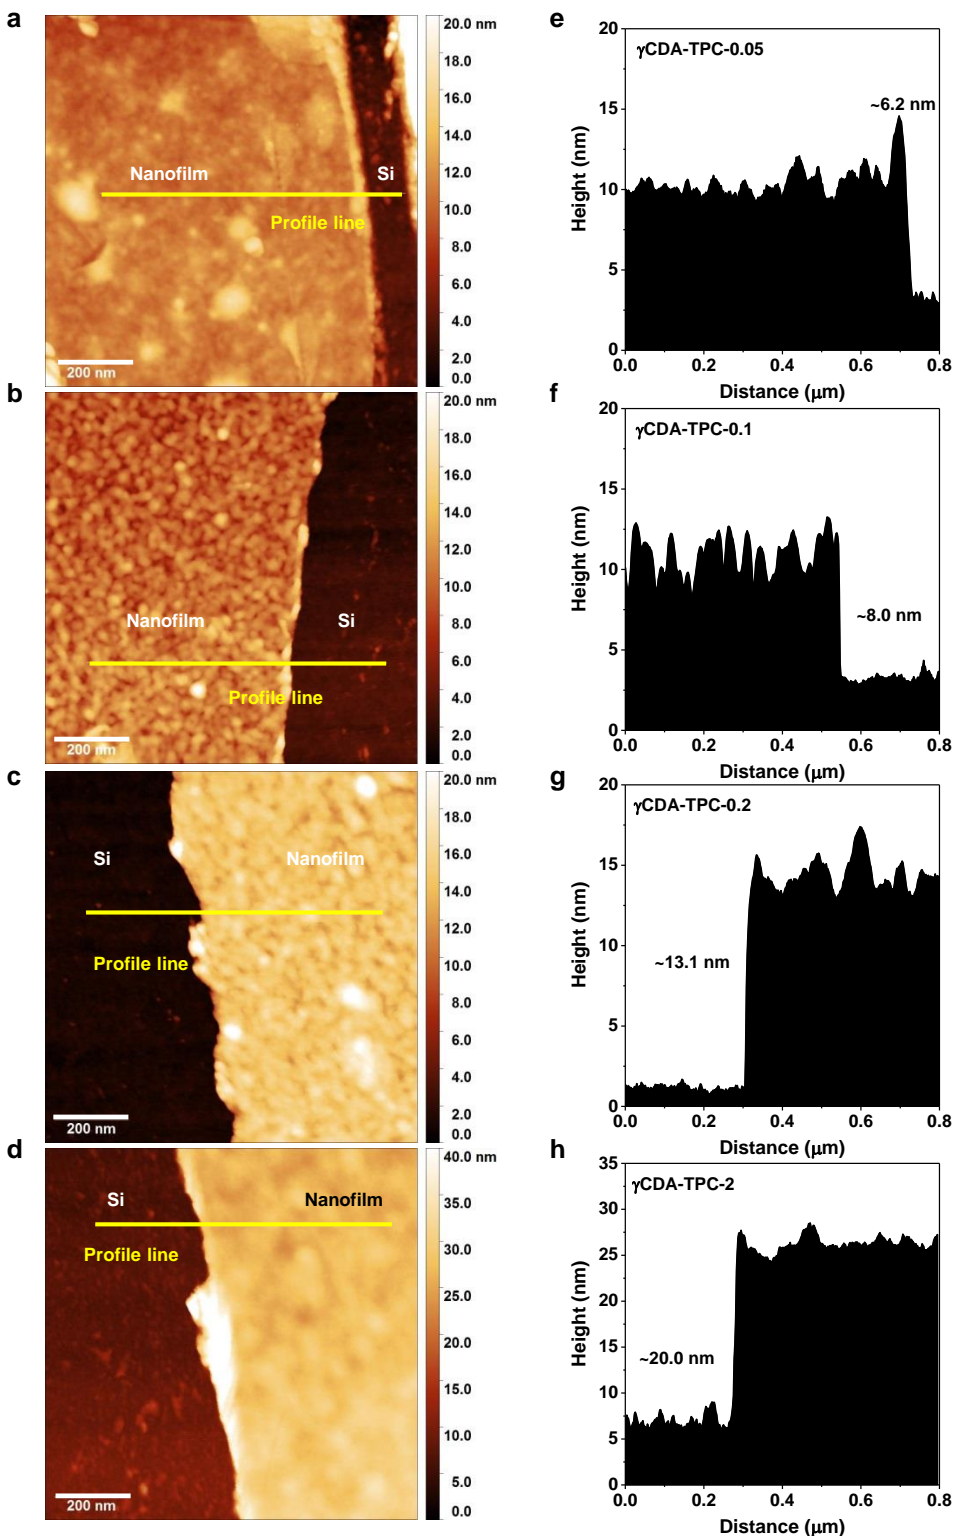 a
20.0 nm
18.0
16.0
14.0
12.0
10.0
8.0
6.0
4.0
2.0
0.0
Nanofilm
Si
Profile line
200 nm
e
20
15
10
5
0
Height (nm)
γCDA-TPC-0.05
~6.2 nm
0.0 0.2 0.4 0.6 0.8
Distance (μm)
b
20.0 nm
18.0
16.0
14.0
12.0
10.0
8.0
6.0
4.0
2.0
0.0
Nanofilm
Si
Profile line
200 nm
f
20
15
10
5
0
Height (nm)
γCDA-TPC-0.1
~8.0 nm
0.0 0.2 0.4 0.6 0.8
Distance (μm)
c
20.0 nm
18.0
16.0
14.0
12.0
10.0
8.0
6.0
4.0
2.0
0.0
Si
Nanofilm
Profile line
200 nm
g
20
15
10
5
0
Height (nm)
γCDA-TPC-0.2
~13.1 nm
0.0 0.2 0.4 0.6 0.8
Distance (μm)
d
40.0 nm
35.0
30.0
25.0
20.0
15.0
10.0
5.0
0.0
Si
Nanofilm
Profile line
200 nm
h
35
30
25
20
15
10
5
0
Height (nm)
γCDA-TPC-2
~20.0 nm
0.0 0.2 0.4 0.6 0.8
Distance (μm)